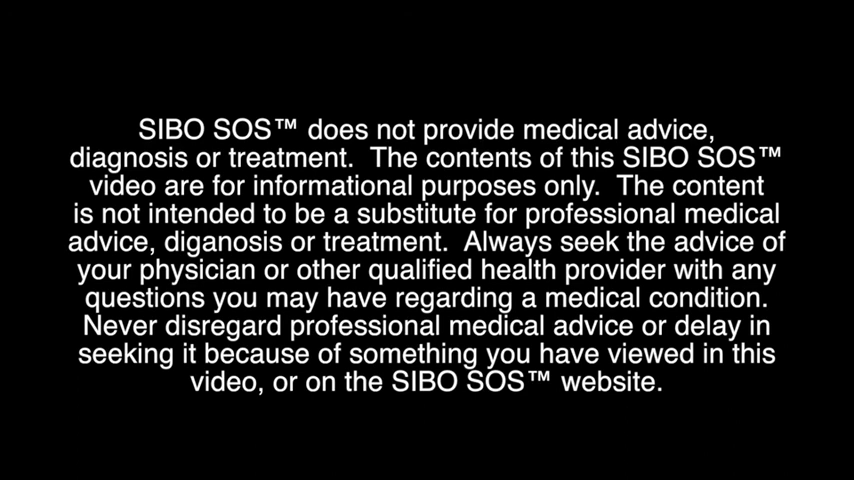 SIBO SOS™ does not provide medical advice,
diagnosis or treatment.  The contents of this SIBO SOS™
video are for informational purposes only.  The content
is not intended to be a substitute for professional medical
advice, diganosis or treatment.  Always seek the advice of
your physician or other qualified health provider with any
questions you may have regarding a medical condition.
Never disregard professional medical advice or delay in
seeking it because of something you have viewed in this
video, or on the SIBO SOS™ website.